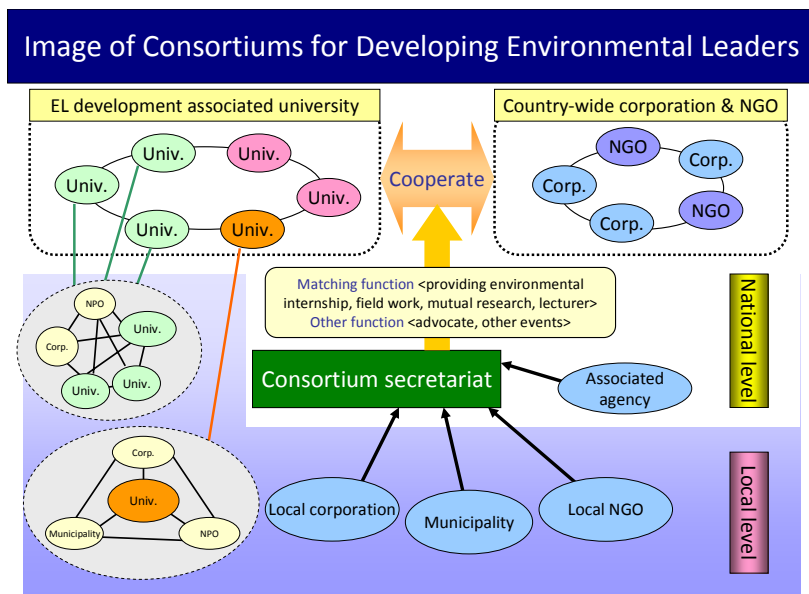 Image of Consortiums for Developing Environmental Leaders
EL development associated university
Country-wide corporation & NGO
Univ.
Univ.
Univ.
Univ.
Univ.
Univ.
Cooperate
NGO
Corp.
Corp.
NGO
Corp.
Matching function <providing environmental
internship, field work, mutual research, lecturer>
Other function <advocate, other events>
National level
NPO
Univ.
Corp.
Univ.
Univ.
Consortium secretariat
Associated
agency
Corp.
Univ.
Municipality
NPO
Local corporation
Municipality
Local NGO
Local level